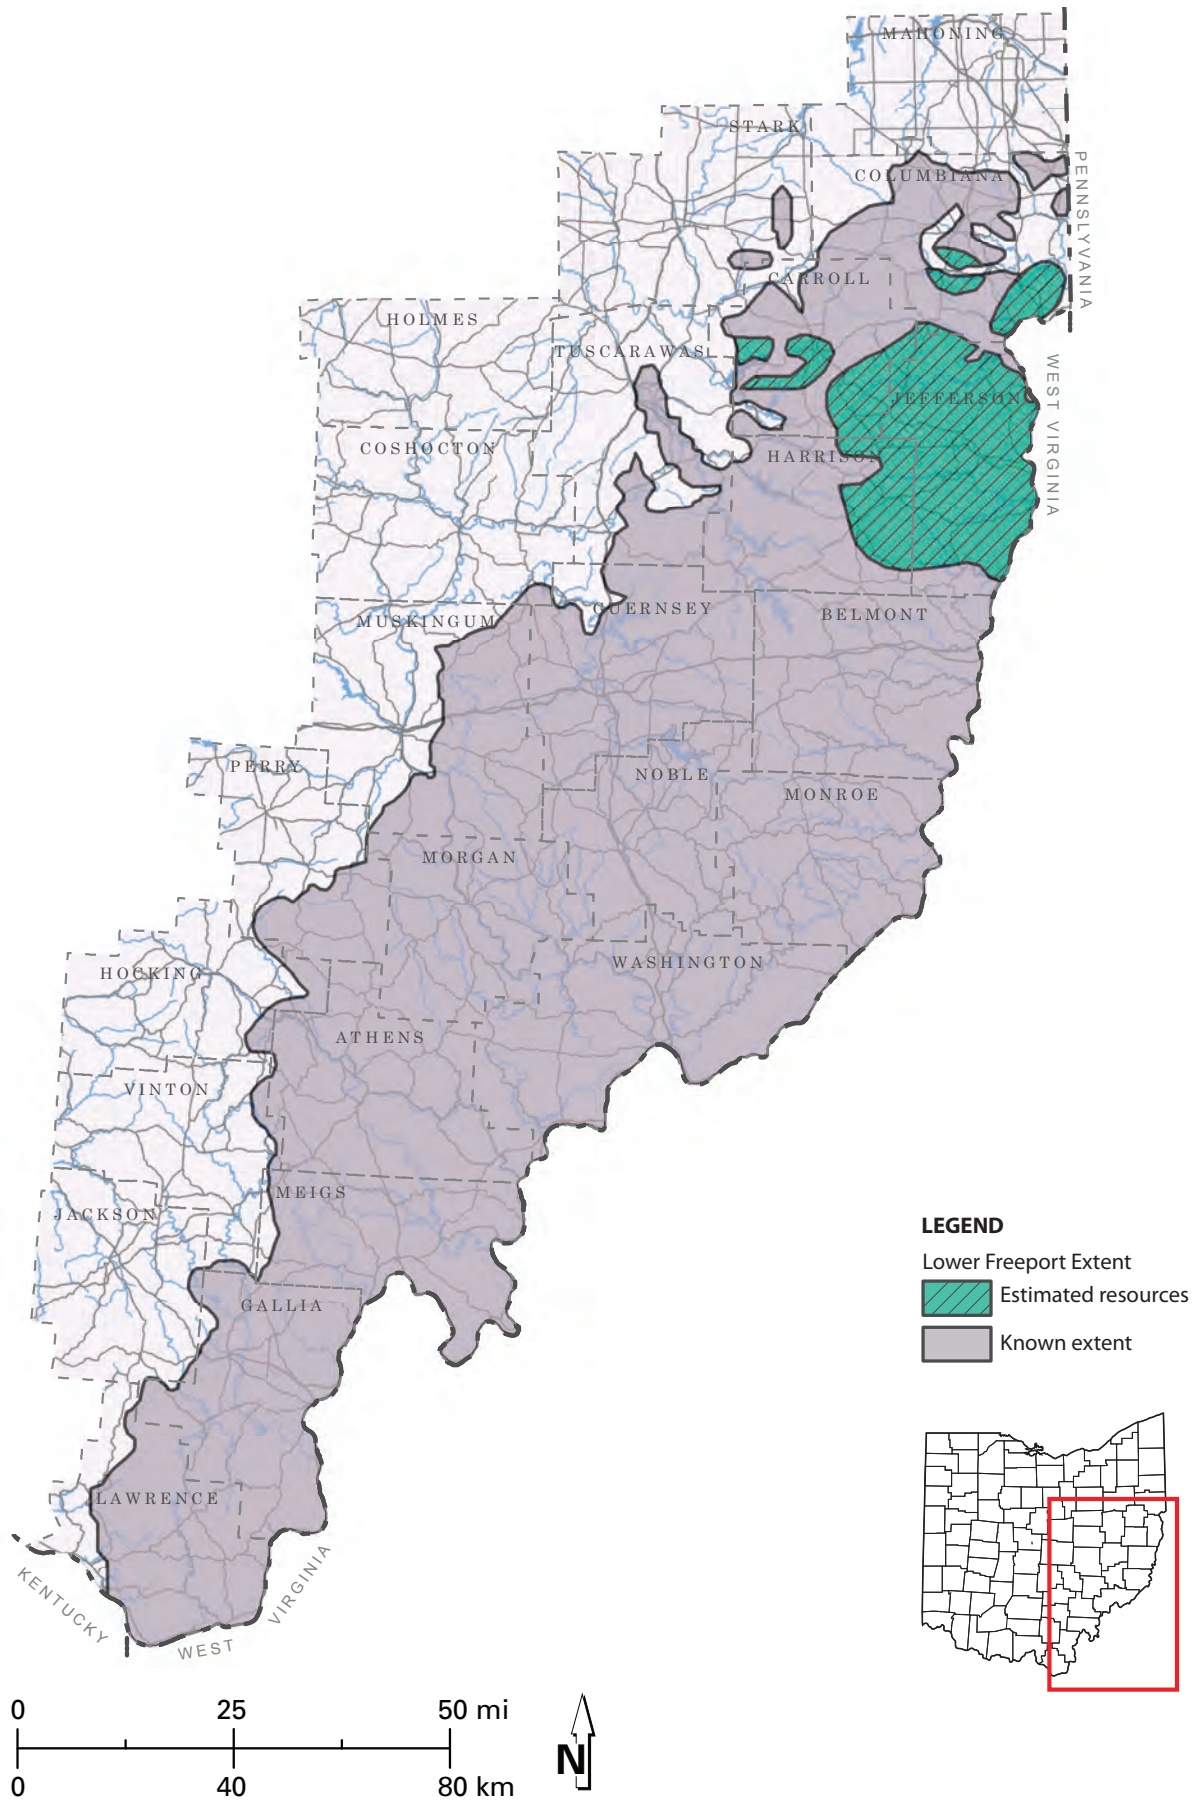 MAHONING
STARK
COLUMBIANA
PENNSLYVANIA
CARROLL
HOLMES
TUSCARAWAS
WEST VIRGINIA
JEFFERSON
COSHOCTON
HARRISON
GUERNSEY
BELMONT
MUSKINGUM
PERRY
NOBLE
MONROE
MORGAN
WASHINGTON
HOCKING
ATHENS
VINTON
MEIGS
JACKSON
GALLIA
LAWRENCE
KENTUCKY
WEST VIRGINIA
LEGEND
Lower Freeport Extent
Estimated resources
Known extent
0 25 50 mi
0 40 80 km
N